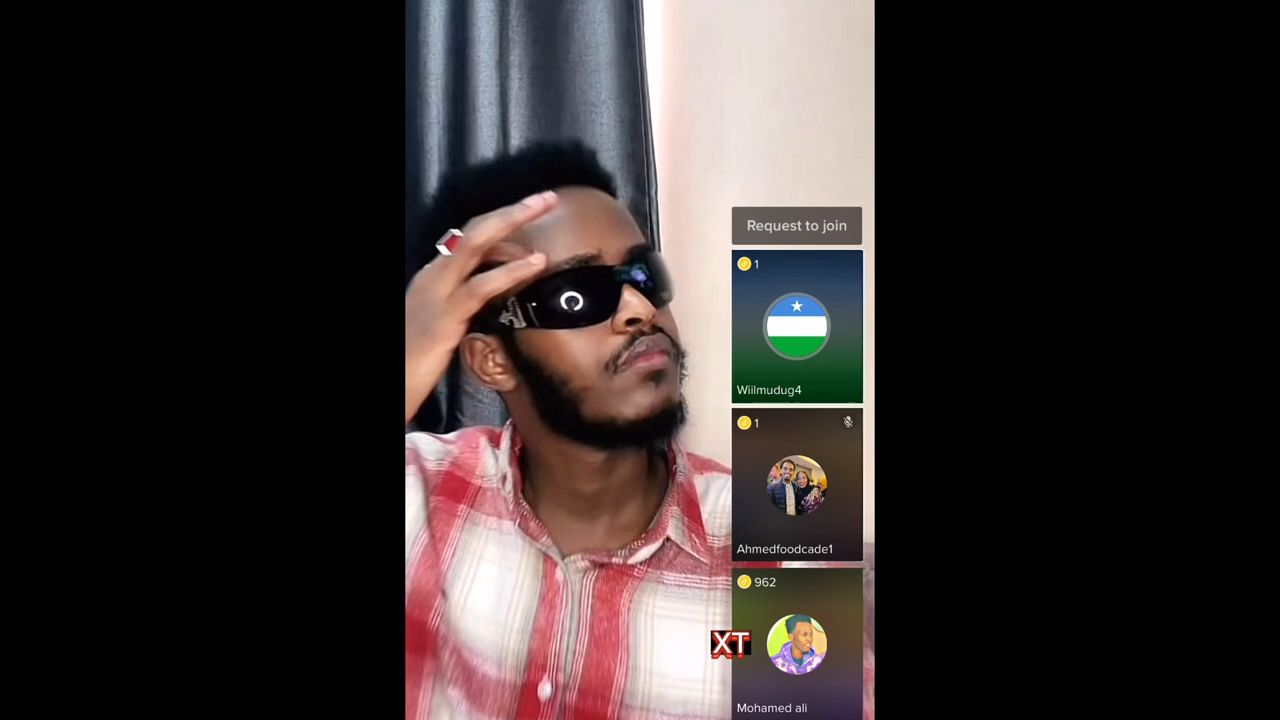 Request to join
1
Wiilmudug4
1
Ahmedfoodcade1
962
XT
Mohamed ali